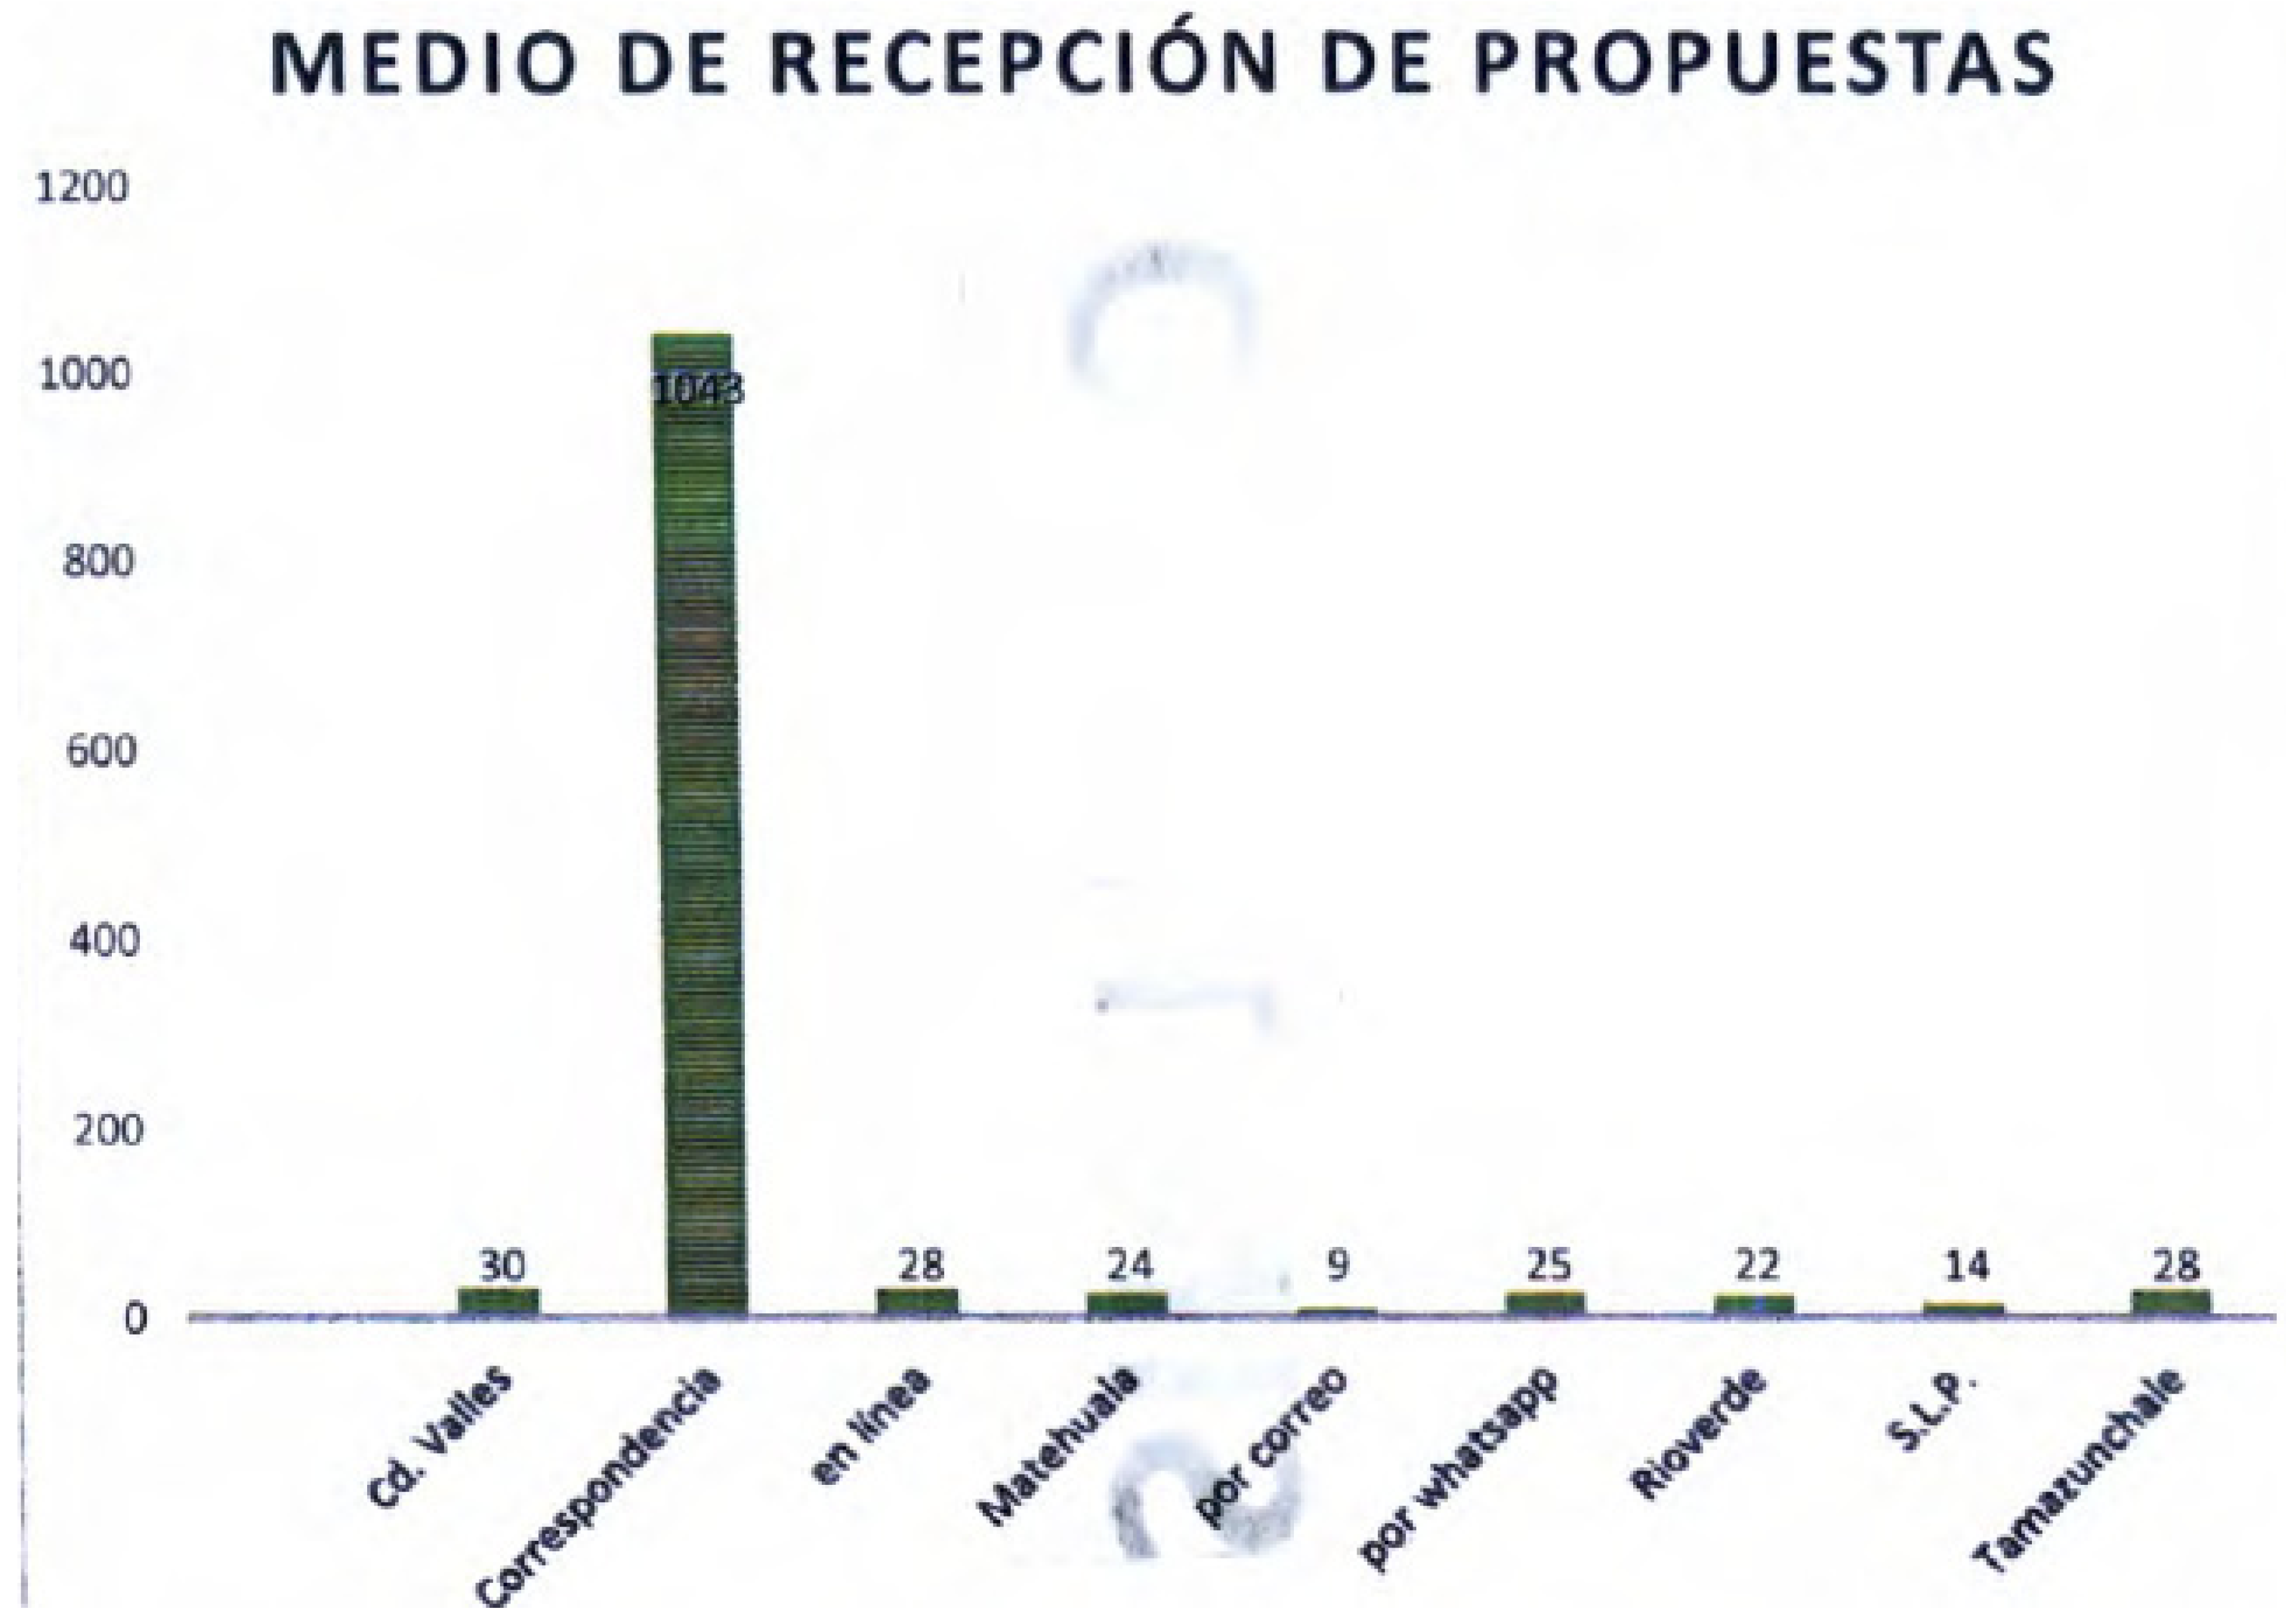 MEDIO DE RECEPCIÓN DE PROPUESTAS
1200
1000
800
600
400
200
0
30
1043
28
24
9
25
22
14
28
Cd. Valles
Correspondencia
en línea
Matehuala
por correo
por whatsapp
Rioverde
S.L.P.
Tamazunchale